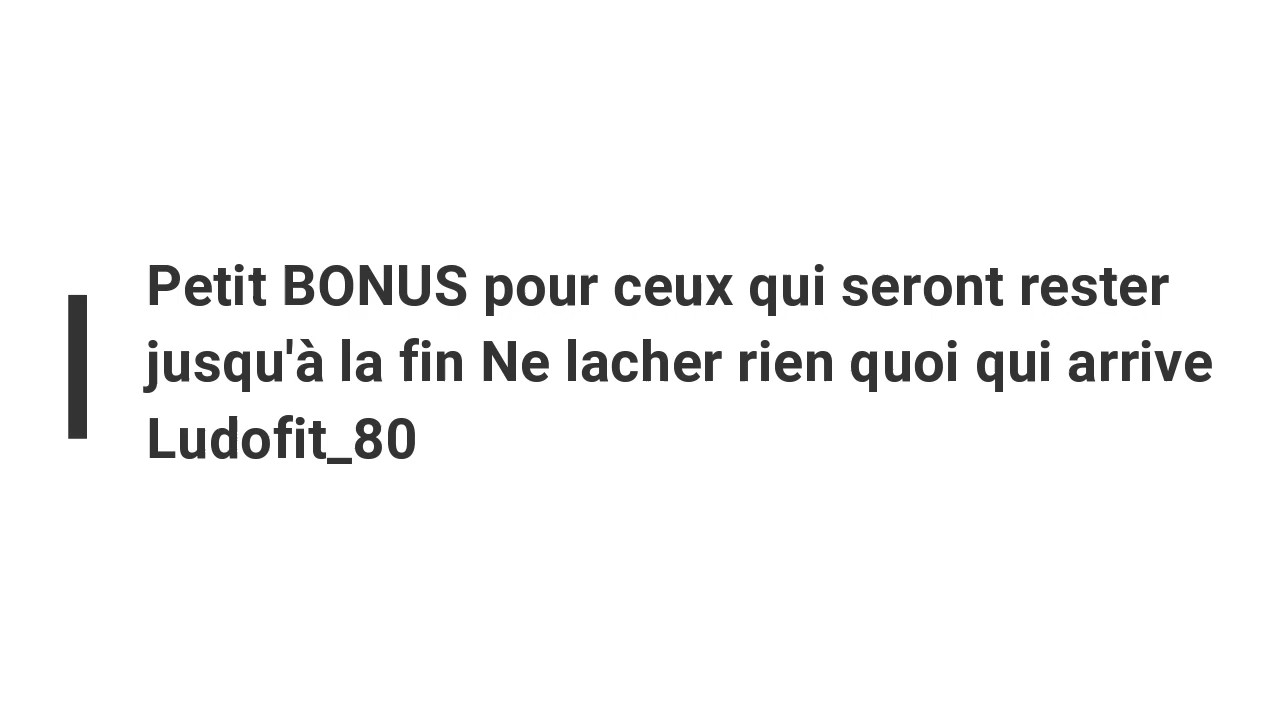 Petit BONUS pour ceux qui seront rester
jusqu'à la fin Ne lacher rien quoi qui arrive
Ludofit_80